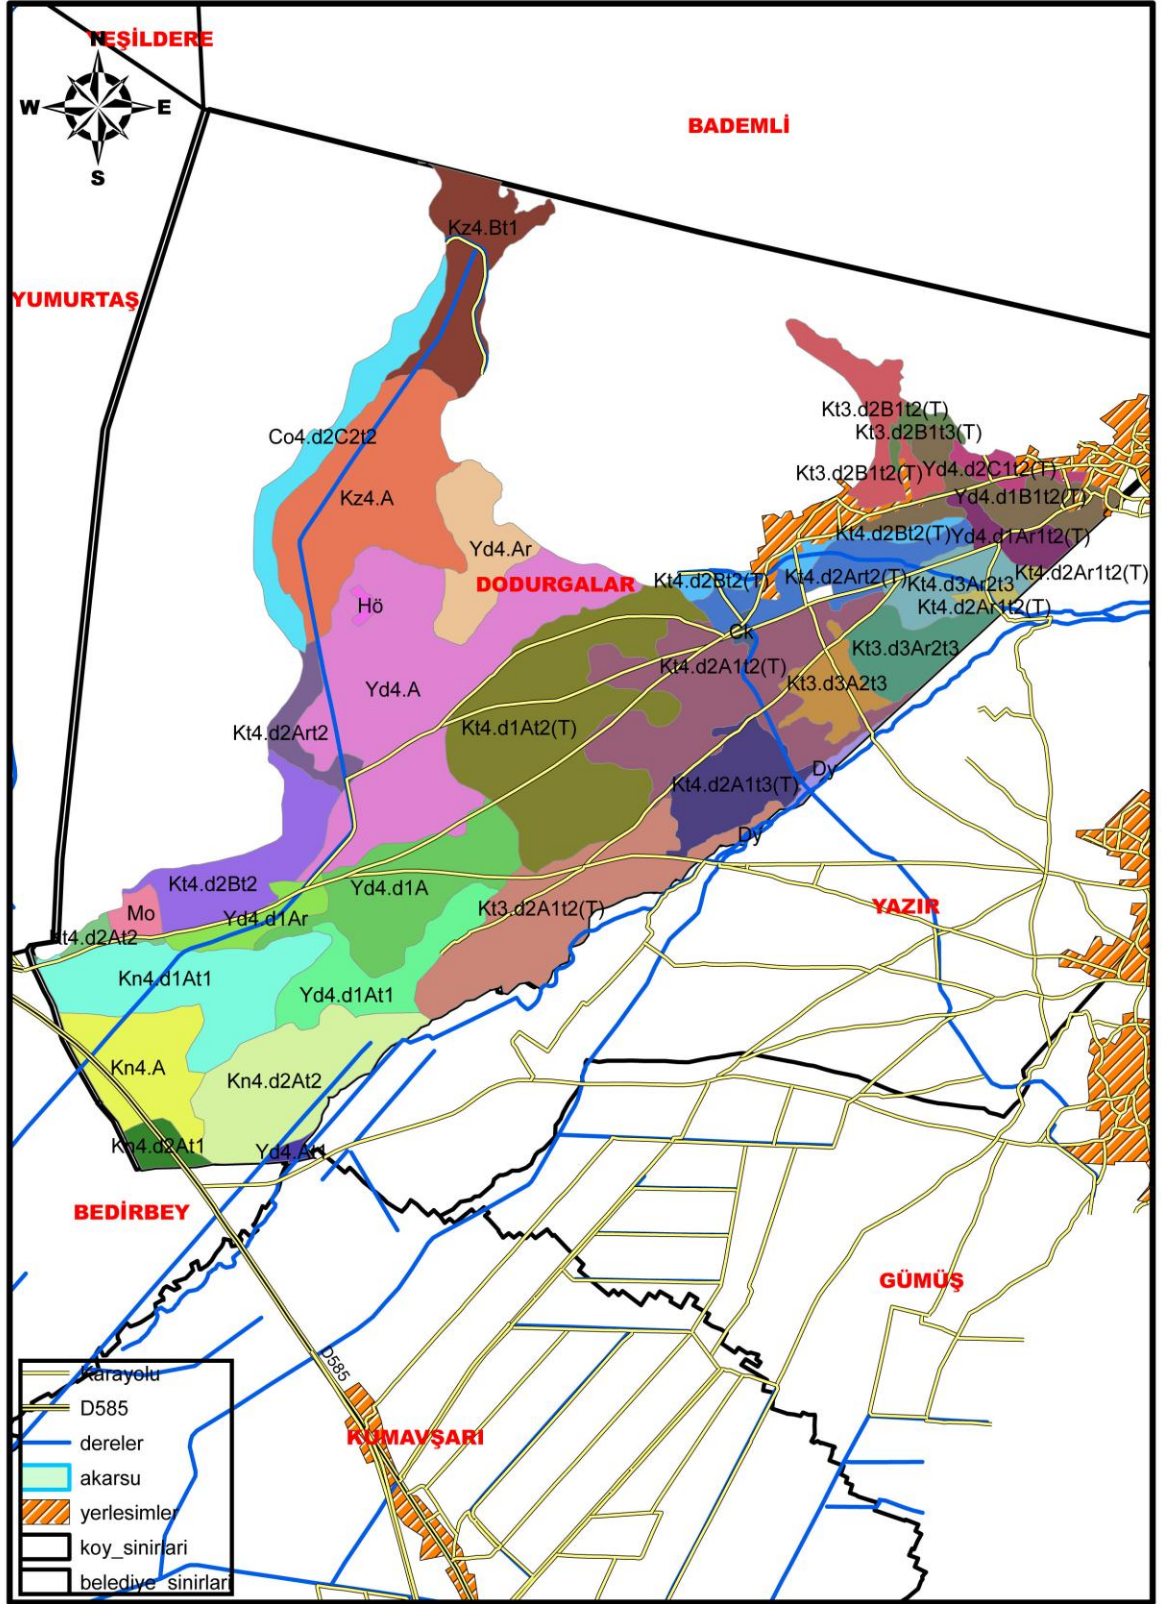 YEŞİLDERE
N
W
E
S
BADEMLİ
YUMURTAŞ
Kz4.Bt1
Co4.d2C2t2
Kz4.A
Yd4.Ar
DODURGALAR
Hö
Yd4.A
Kt4.d2Art2
Kt3.d2B1t2(T)
Kt3.d2B1t3(T)
Kt3.d2B1t2(T)
Yd4.d2C1t2(T)
Yd4.d1B1t2(T)
Kt4.d2Bt2(T)
Yd4.d1Ar1t2(T)
Kt4.d2Bt2(T)
Kt4.d2Art2(T)
Kt4.d3Ar2t3
Kt4.d2Ar1t2(T)
Kt4.d2Ar1t2(T)
Ck
Kt3.d3Ar2t3
Kt4.d2A1t2(T)
Kt3.d3A2t3
Kt4.d1At2(T)
Kt4.d2A1t3(T)
Dy
Dy
Kt4.d2Bt2
Yd4.d1A
Mo
Yd4.d1Ar
Kt3.d2A1t2(T)
YAZIR
Kt4.d2At2
Kn4.d1At1
Yd4.d1At1
Kn4.A
Kn4.d2At2
Kn4.d2At1
Yd4.At1
BEDİRBEY
GÜMÜŞ
D585
KUMAVŞARI
Karayolu
D585
dereler
akarsu
yerlesimler
koy_sinirlari
belediye_sinirlari